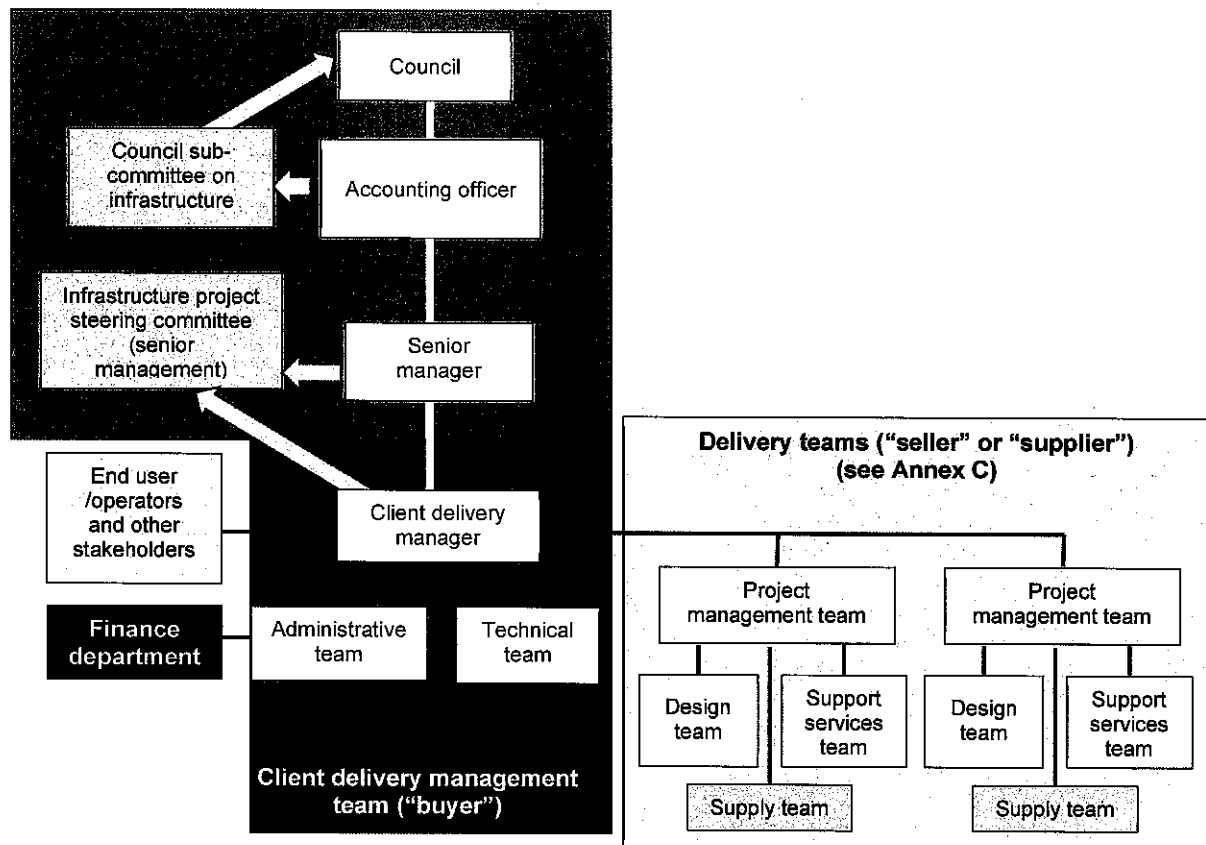 Council
Council sub-
committee on
infrastructure
Accounting officer
Infrastructure project
steering committee
(senior
management)
Senior
manager
End user
/operators
and other
stakeholders
Client delivery
manager
Finance
department
Administrative
team
Technical
team
Client delivery management
team (“buyer”)
Delivery teams (“seller” or “supplier”)
(see Annex C)
Project
management team
Project
management team
Design
team
Support
services
team
Design
team
Support
services
team
Supply team
Supply team